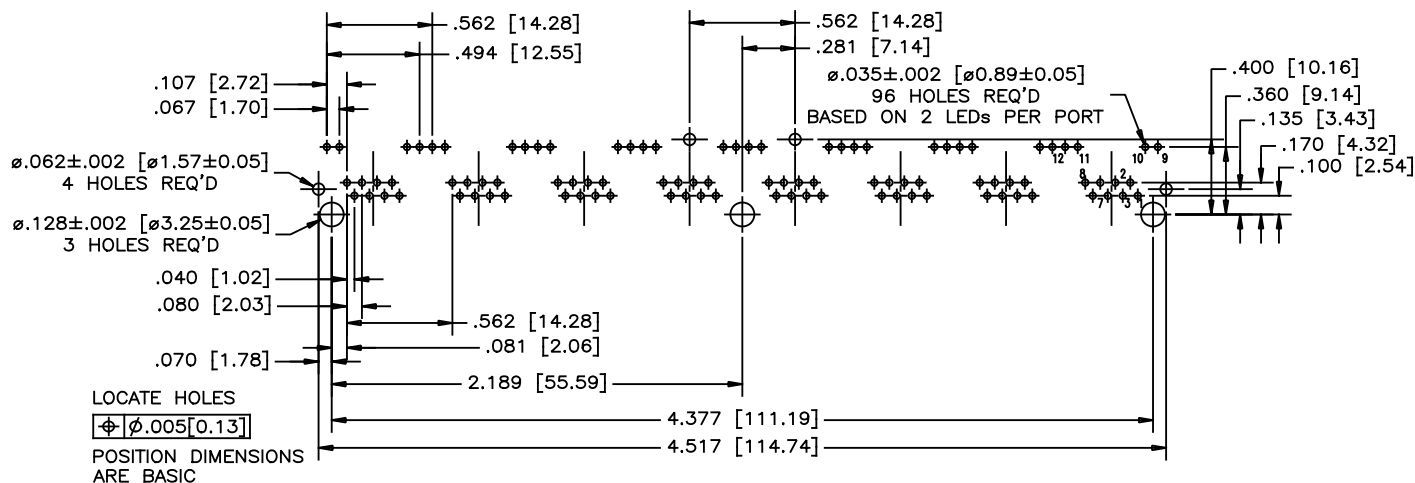 .562 [14.28]
.494 [12.55]
.107 [2.72]
.067 [1.70]
ø.062±.002 [ø1.57±0.05]
4 HOLES REQ'D
ø.128±.002 [ø3.25±0.05]
3 HOLES REQ'D
.562 [14.28]
.281 [7.14]
ø.035±.002 [ø0.89±0.05]
96 HOLES REQ'D
BASED ON 2 LEDs PER PORT
.400 [10.16]
.360 [9.14]
.135 [3.43]
.170 [4.32]
.100 [2.54]
12 11 10 9
8 2
7 3 1
.040 [1.02]
.080 [2.03]
.562 [14.28]
.081 [2.06]
.070 [1.78]
2.189 [55.59]
4.377 [111.19]
4.517 [114.74]
LOCATE HOLES
⌖ Ø.005[0.13]
POSITION DIMENSIONS
ARE BASIC